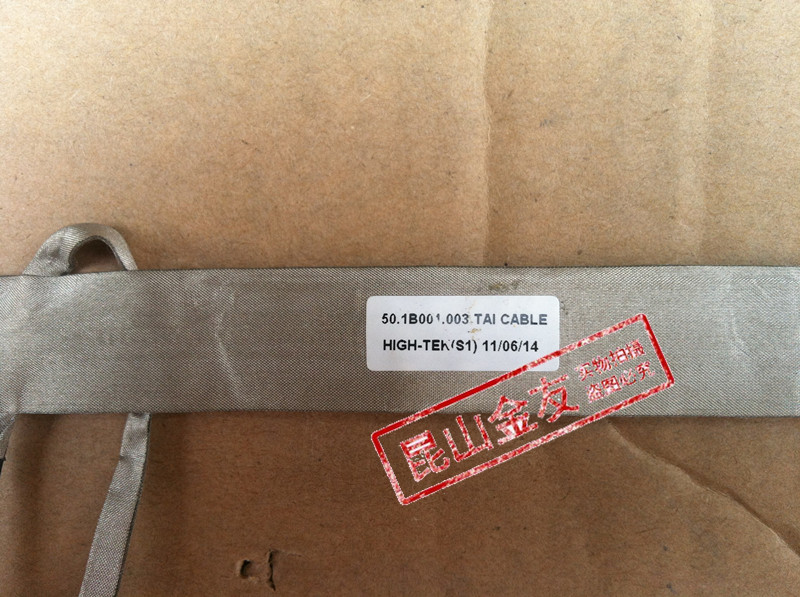 50.1B001.003 TAI CABLE
HIGH-TEK(S1) 11/06/14
昆山金友
实物拍摄
盗图必究